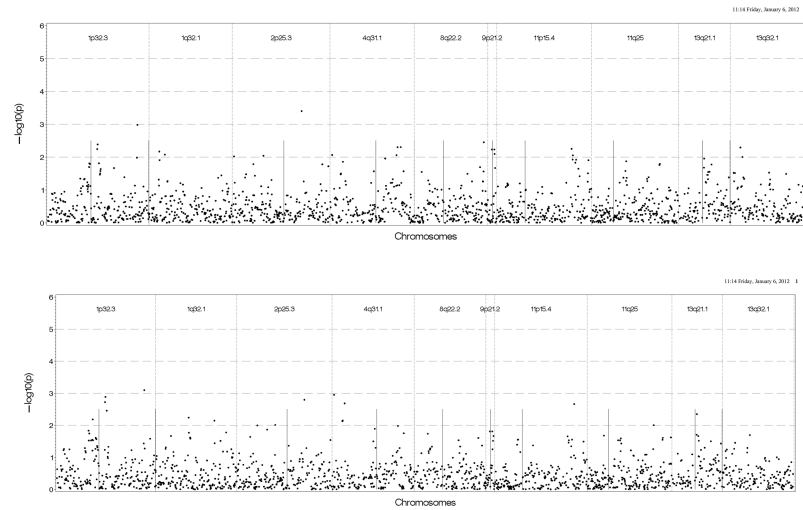 11:14 Friday, January 6, 2012
6
1p32.3 1q32.1 2p25.3 4q31.1 8q22.2 9p21.2 11p15.4 11q25 13q21.1 13q32.1
5
4
3
2
1
0
−log10(p)
Chromosomes
11:14 Friday, January 6, 2012 1
6
1p32.3 1q32.1 2p25.3 4q31.1 8q22.2 9p21.2 11p15.4 11q25 13q21.1 13q32.1
5
4
3
2
1
0
−log10(p)
Chromosomes